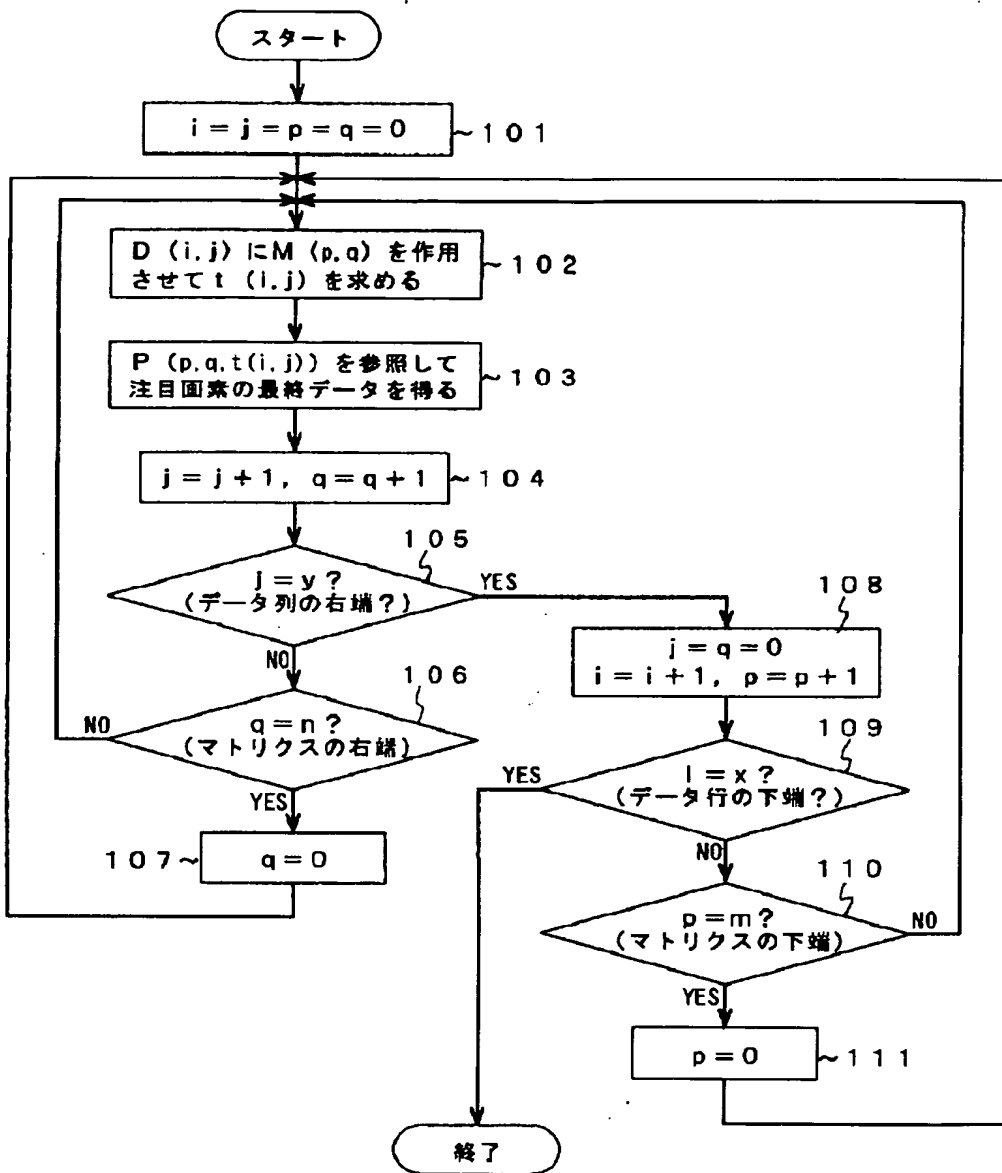 スタート
i = j = p = q = 0 ~101
D (i,j) にM (p,q) を作用
させてt (i,j) を求める
~102
P (p,q,t(i,j)) を参照して
注目画素の最終データを得る
~103
j = j + 1, q = q + 1 ~104
105
j = y ?
(データ列の右端?)
YES
NO
106
q = n ?
(マトリクスの右端)
NO
YES
107~ q = 0
108
j = q = 0
i = i + 1, p = p + 1
109
I = x ?
(データ行の下端?)
YES
NO
110
p = m ?
(マトリクスの下端)
NO
YES
p = 0 ~111
終了